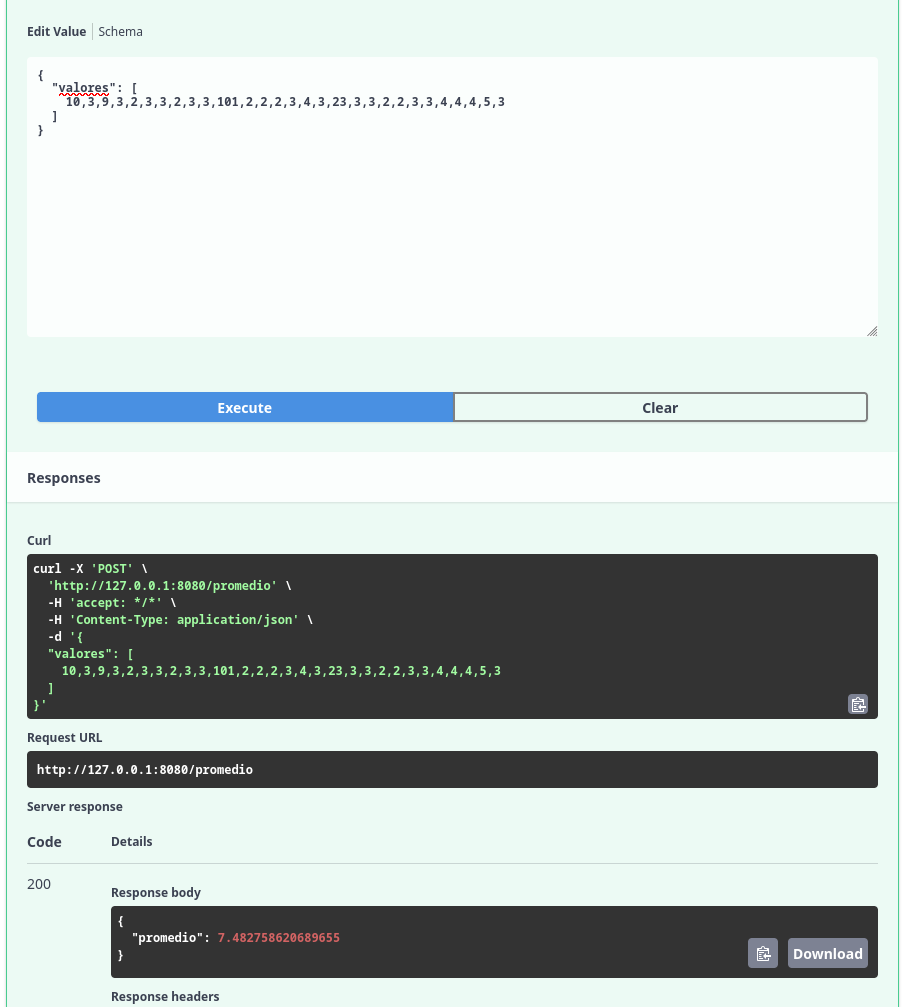 Edit Value Schema
{
  "valores": [
    10,3,9,3,2,3,3,2,3,3,101,2,2,2,3,4,3,23,3,3,2,2,3,3,4,4,4,5,3
  ]
}
Execute Clear
Responses
Curl
curl -X 'POST' \
  'http://127.0.0.1:8080/promedio' \
  -H 'accept: */*' \
  -H 'Content-Type: application/json' \
  -d '{
  "valores": [
    10,3,9,3,2,3,3,2,3,3,101,2,2,2,3,4,3,23,3,3,2,2,3,3,4,4,4,5,3
  ]
}'
Request URL
http://127.0.0.1:8080/promedio
Server response
Code Details
200
Response body
{
  "promedio": 7.482758620689655
}
Download
Response headers